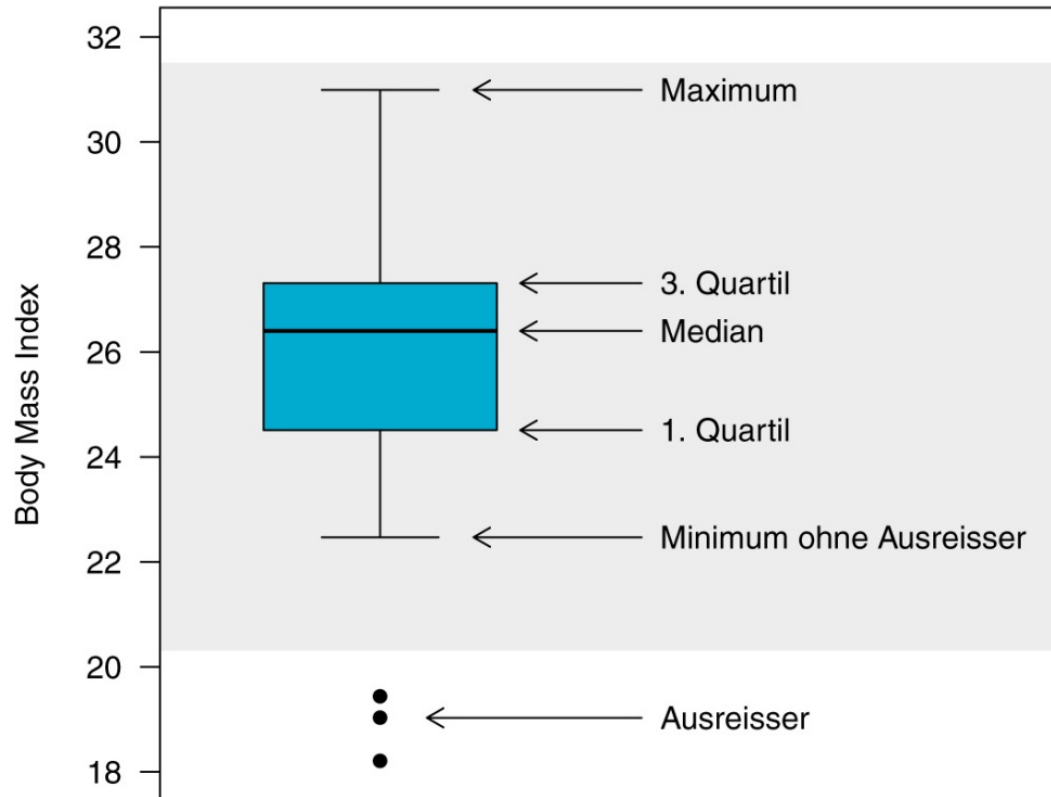 32
Maximum
30
28
3. Quartil
Median
26
1. Quartil
24
Minimum ohne Ausreisser
22
20
Ausreisser
18
Body Mass Index